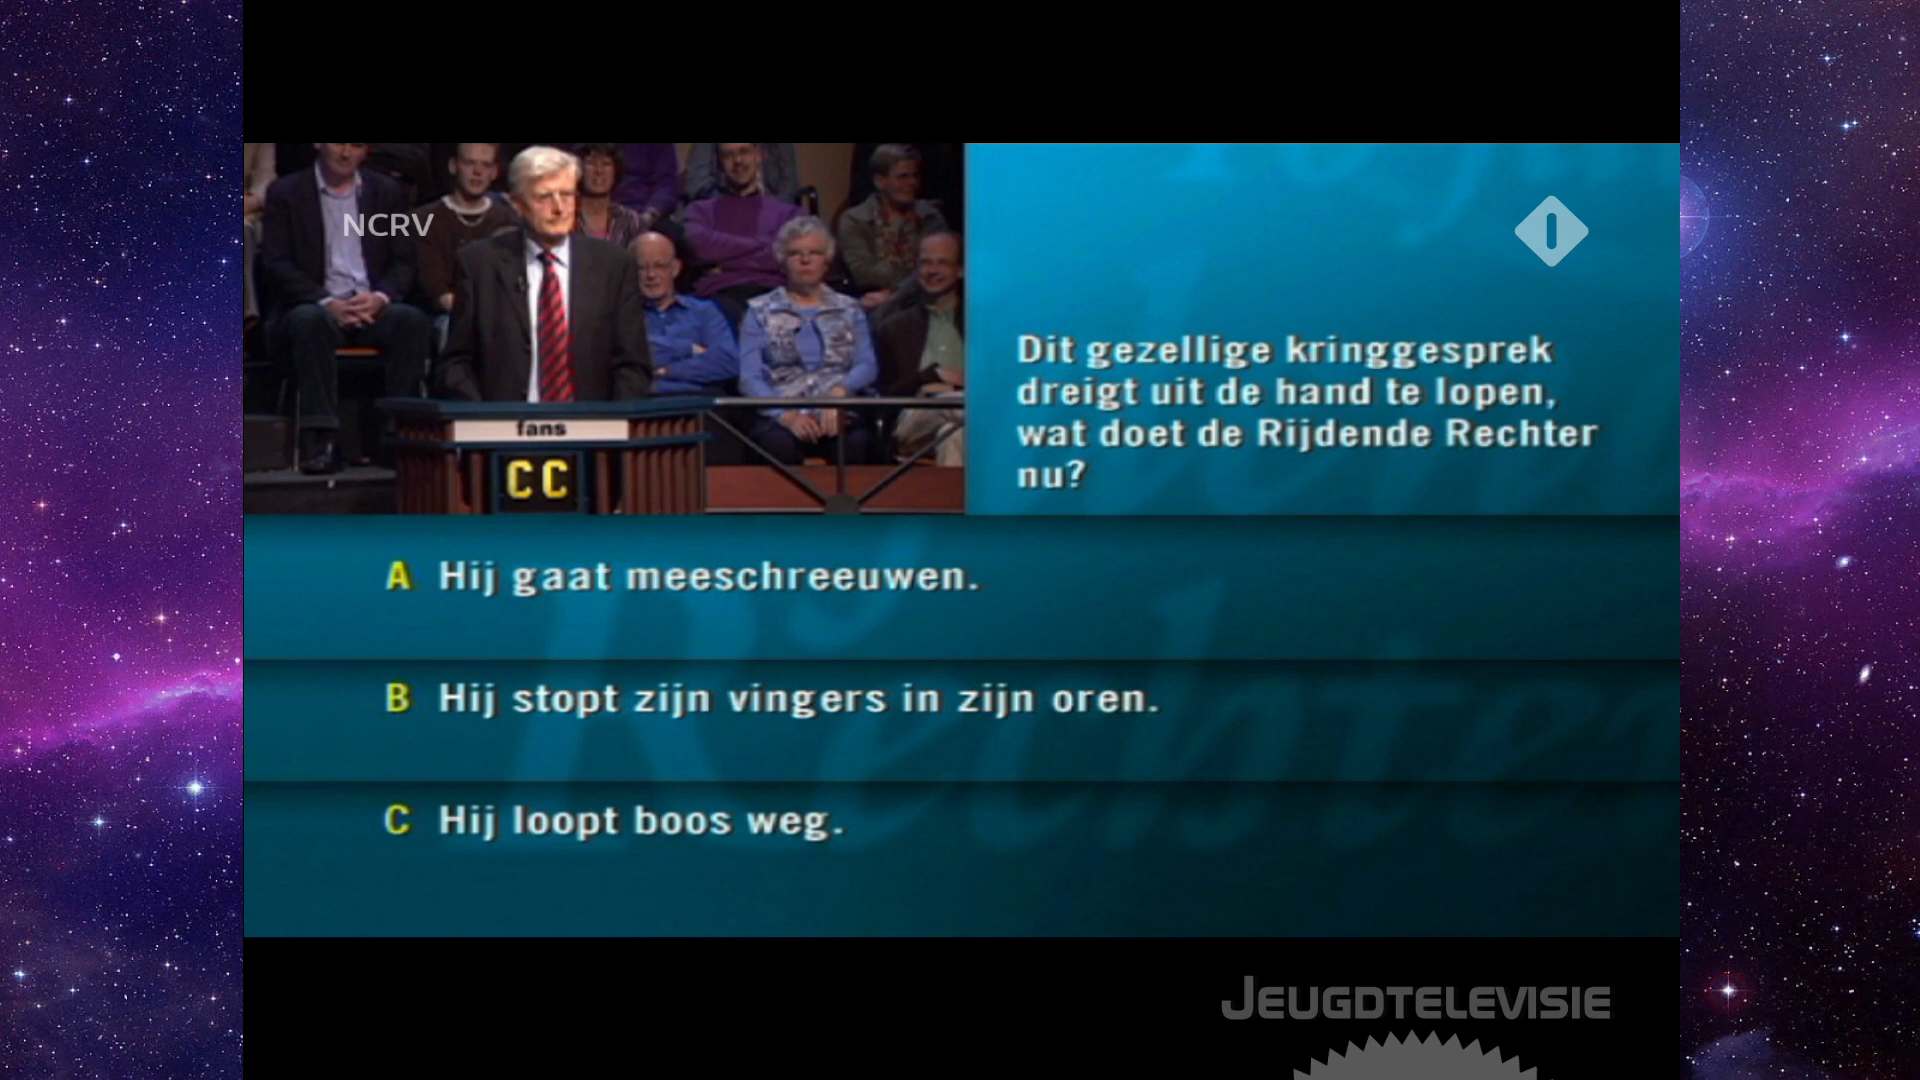 NCRV
Dit gezellige kringgesprek
dreigt uit de hand te lopen,
wat doet de Rijdende Rechter
nu?
fans
CC
A Hij gaat meeschreeuwen.
B Hij stopt zijn vingers in zijn oren.
C Hij loopt boos weg.
JEUGDTELEVISIE